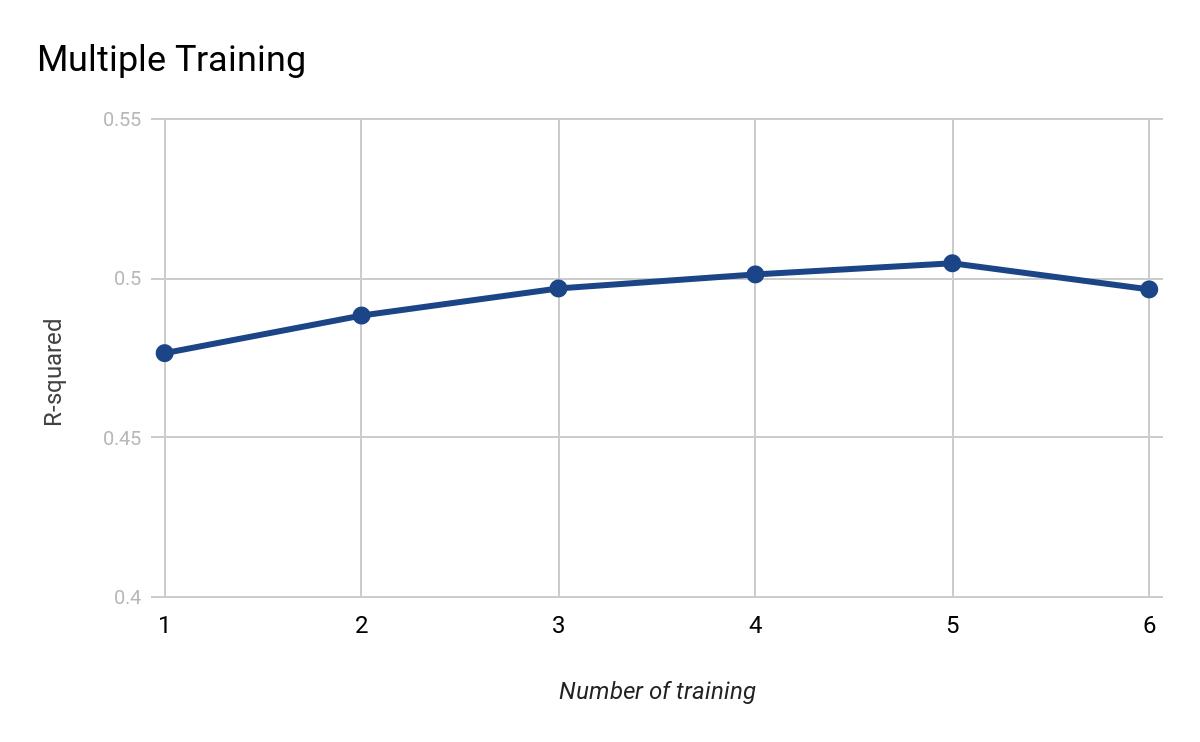 Multiple Training
0.55
0.5
0.45
0.4
R-squared
1 2 3 4 5 6
Number of training